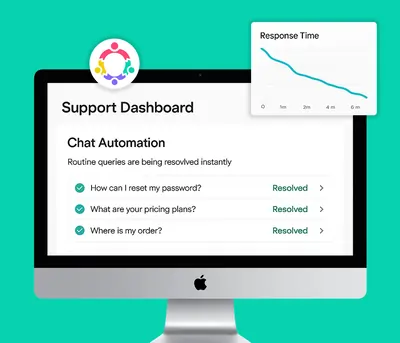 Response Time
1m
2m
4 m
6 m
Support Dashboard
Chat Automation
Routine queries are being resovlved instantly
How can I reset my password?
Resolved
What are your pricing plans?
Resolved
Where is my order?
Resolved